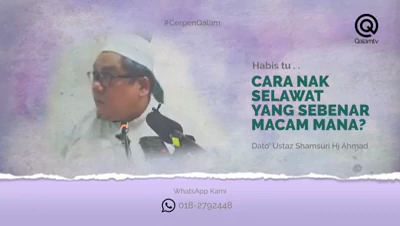 #CerpenQalam
Qalamtv
Habis tu . .
CARA NAK
SELAWAT
YANG SEBENAR
MACAM MANA?
Dato' Ustaz Shamsuri Hj Ahmad
WhatsApp Kami
018-2792448